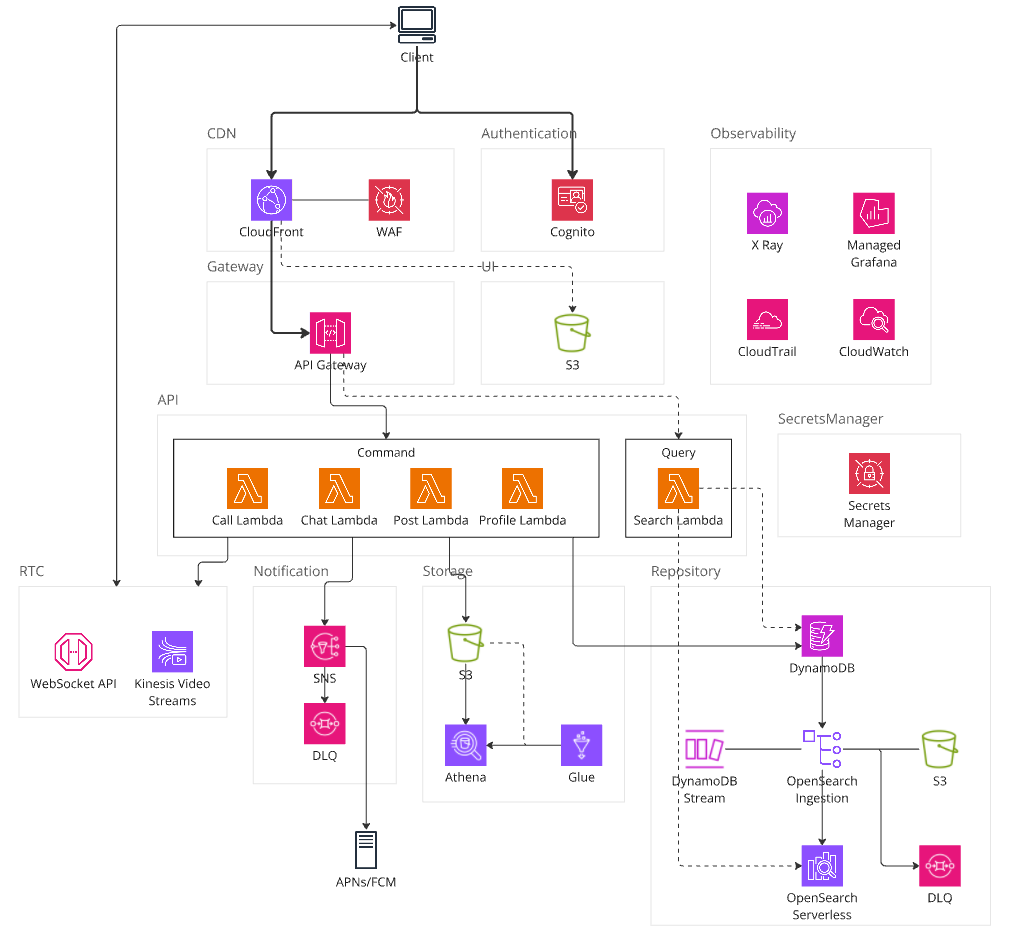 Client
CDN
Authentication
Observability
CloudFront
WAF
Cognito
X Ray
Managed
Grafana
Gateway
UI
API Gateway
S3
CloudTrail
CloudWatch
API
SecretsManager
Command
Query
Call Lambda
Chat Lambda
Post Lambda
Profile Lambda
Search Lambda
Secrets
Manager
RTC
Notification
Storage
Repository
WebSocket API
Kinesis Video
Streams
SNS
S3
DynamoDB
DLQ
Athena
Glue
DynamoDB
Stream
OpenSearch
Ingestion
S3
APNs/FCM
OpenSearch
Serverless
DLQ